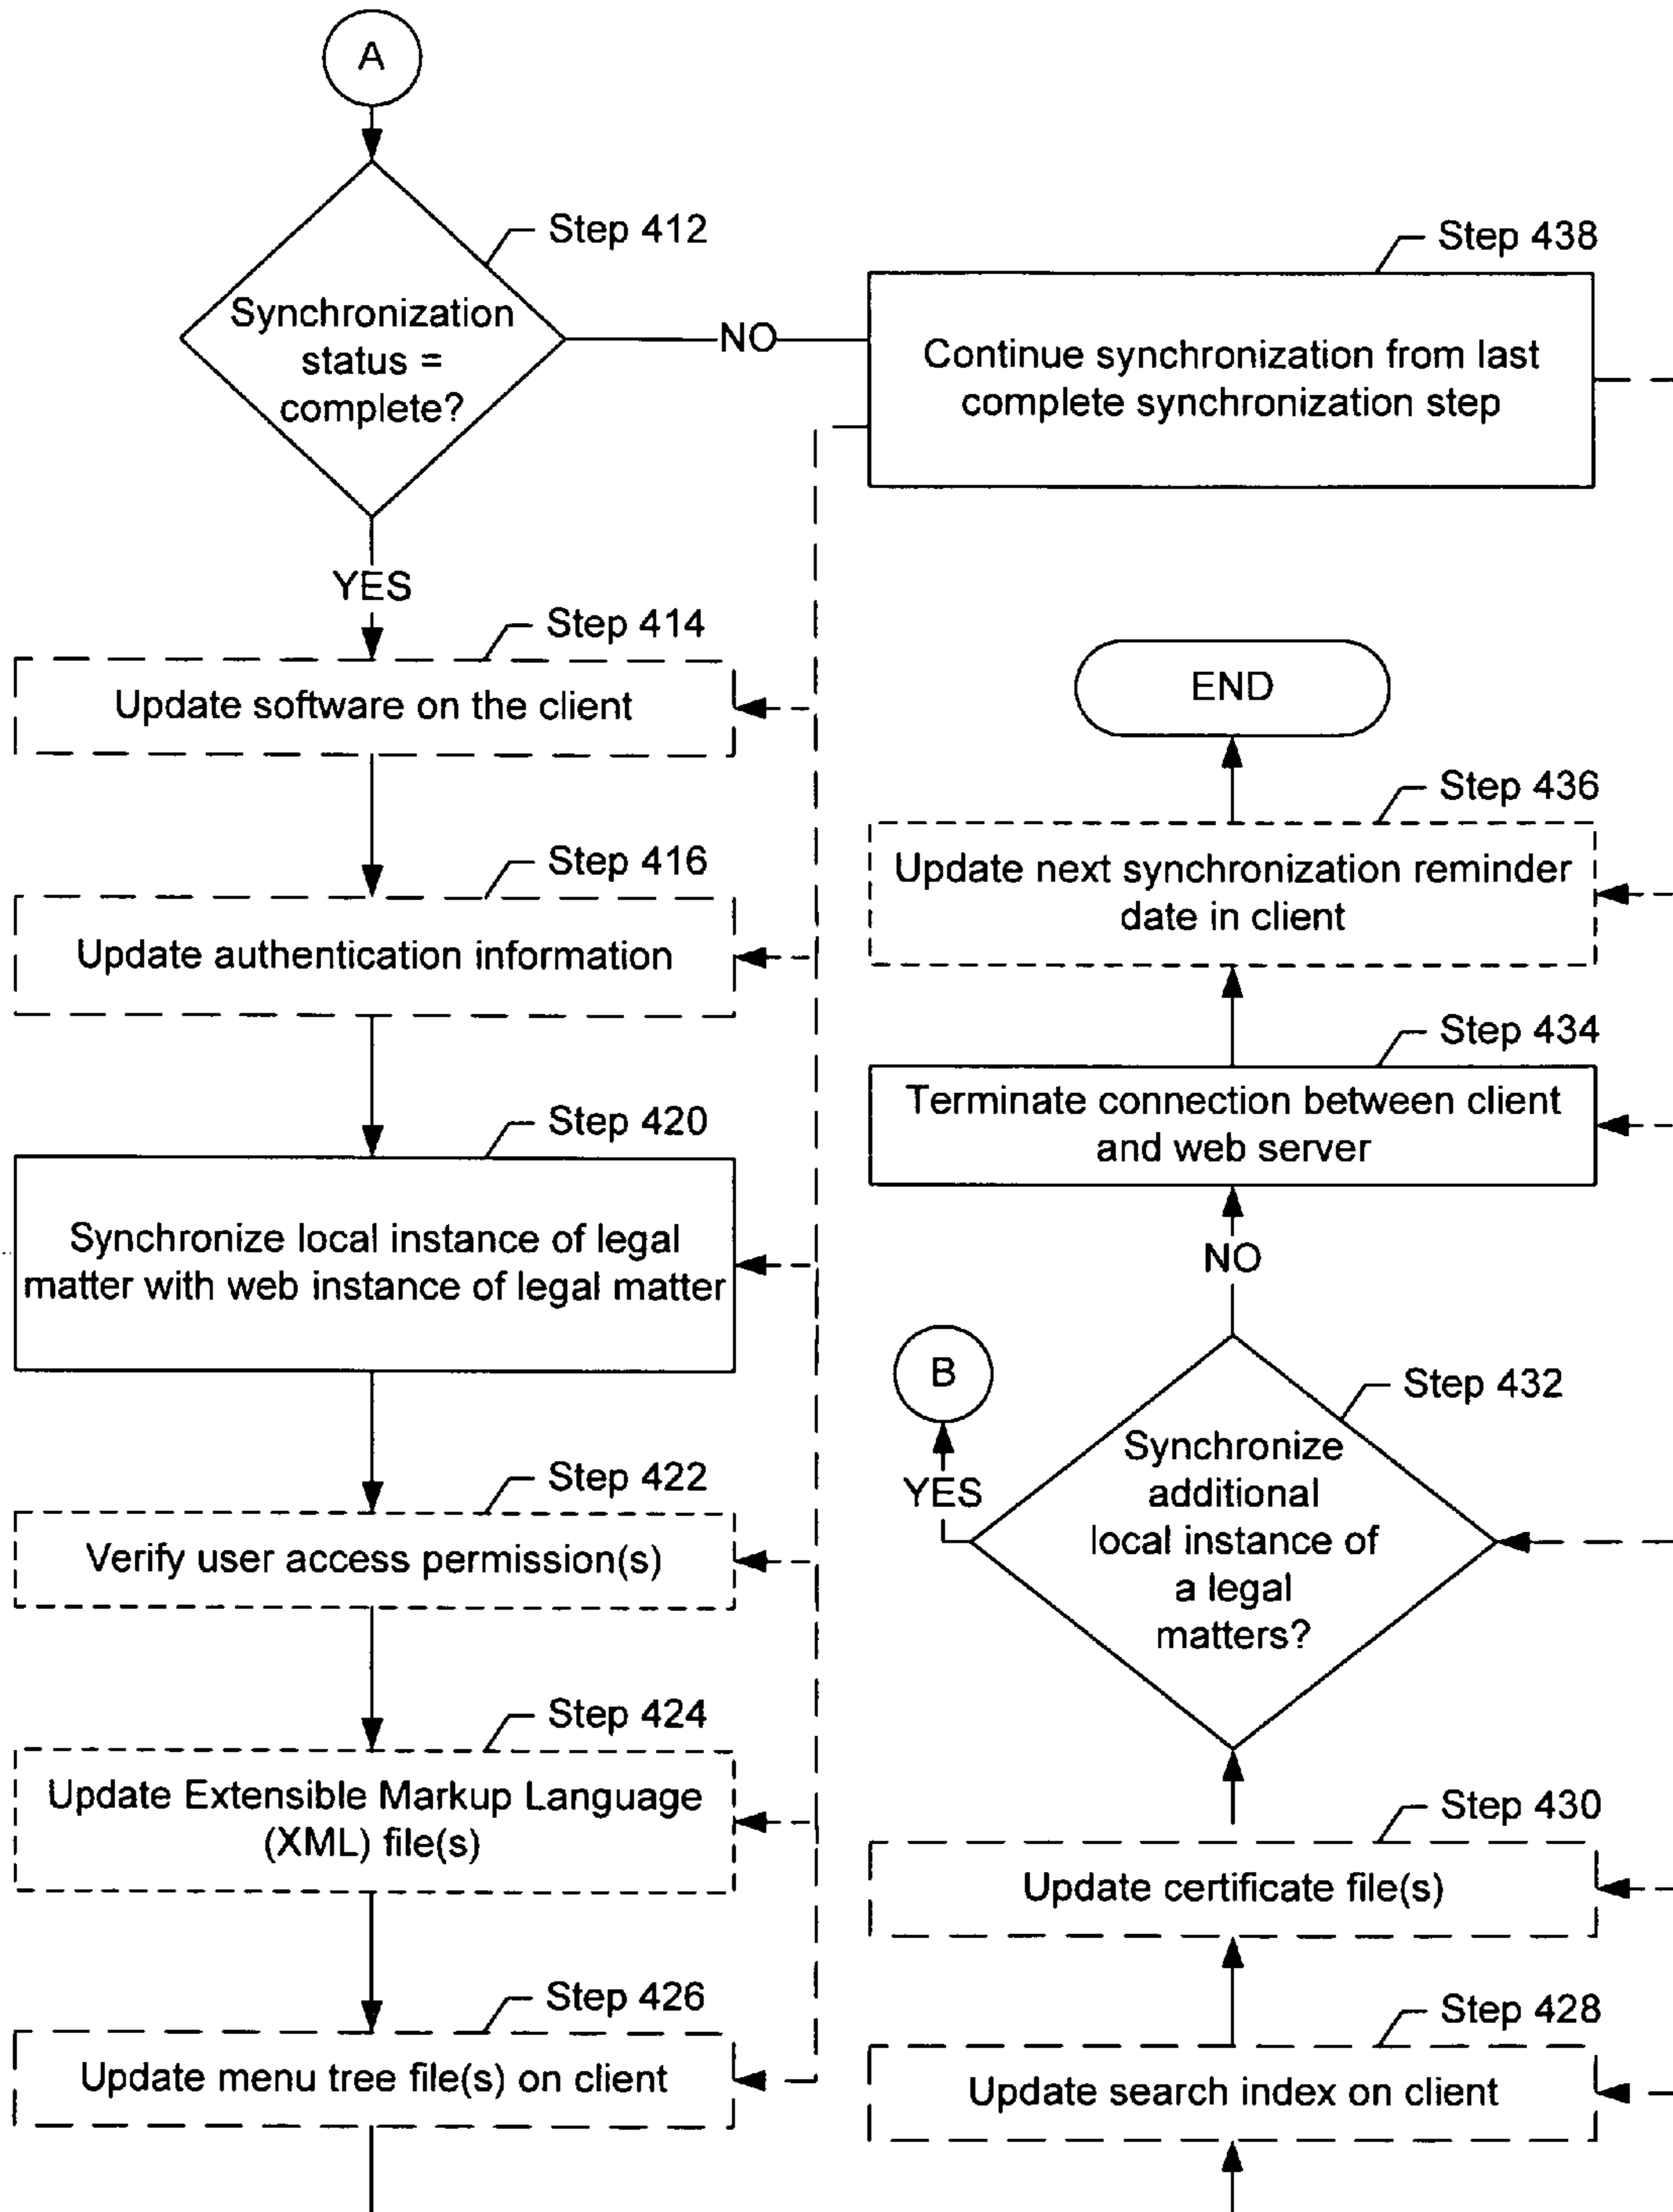 A
Step 412
Synchronization
status =
complete?
NO
Step 438
Continue synchronization from last
complete synchronization step
YES
Step 414
Update software on the client
Step 416
Update authentication information
Step 420
Synchronize local instance of legal
matter with web instance of legal matter
Step 422
Verify user access permission(s)
Step 424
Update Extensible Markup Language
(XML) file(s)
Step 426
Update menu tree file(s) on client
END
Step 436
Update next synchronization reminder
date in client
Step 434
Terminate connection between client
and web server
NO
B
YES
Step 432
Synchronize
additional
local instance of
a legal
matters?
Step 430
Update certificate file(s)
Step 428
Update search index on client